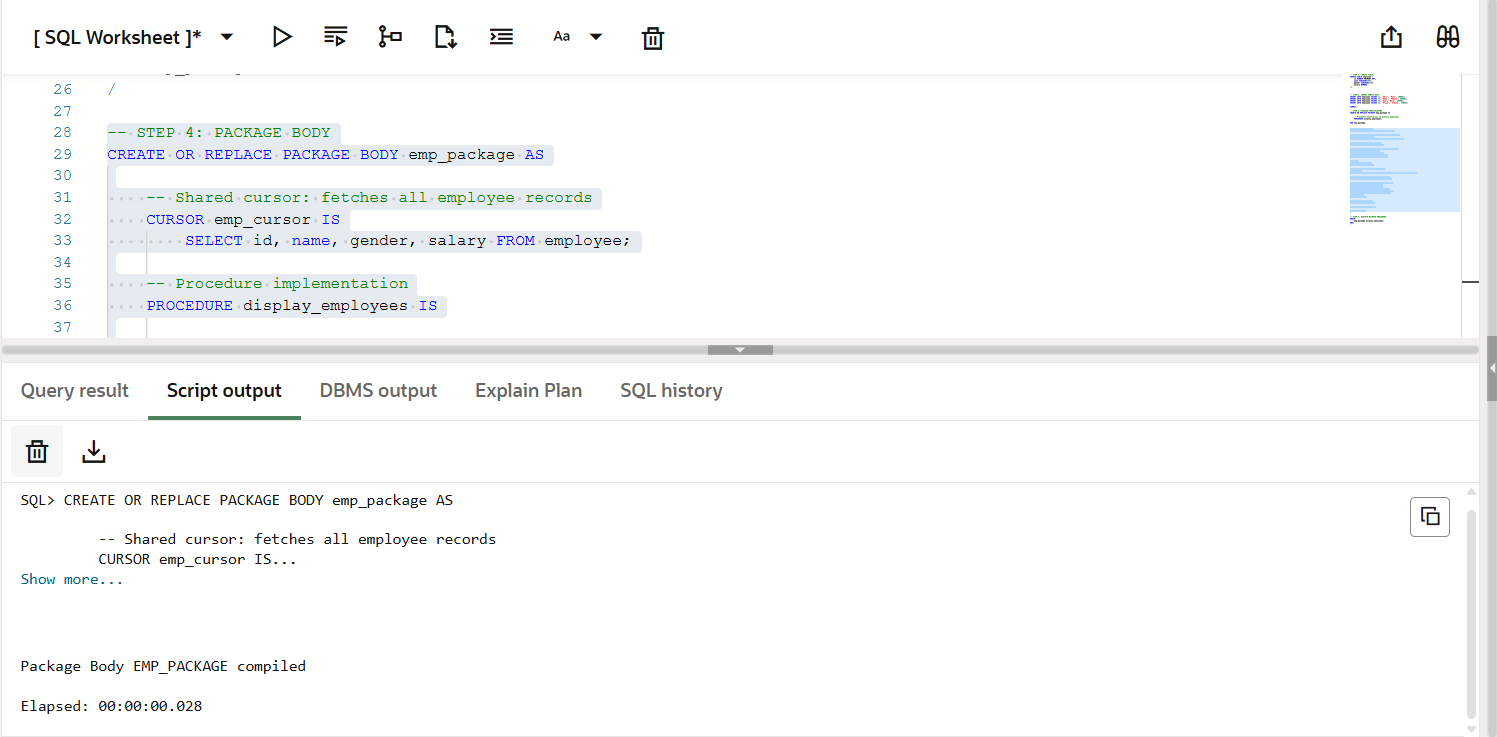 [ SQL Worksheet ]*
Aa
26 /
27
28 -- STEP 4: PACKAGE BODY
29 CREATE OR REPLACE PACKAGE BODY emp_package AS
30
31 -- Shared cursor: fetches all employee records
32 CURSOR emp_cursor IS
33 SELECT id, name, gender, salary FROM employee;
34
35 -- Procedure implementation
36 PROCEDURE display_employees IS
37
Query result Script output DBMS output Explain Plan SQL history
SQL> CREATE OR REPLACE PACKAGE BODY emp_package AS
-- Shared cursor: fetches all employee records
CURSOR emp_cursor IS...
Show more...
Package Body EMP_PACKAGE compiled
Elapsed: 00:00:00.028